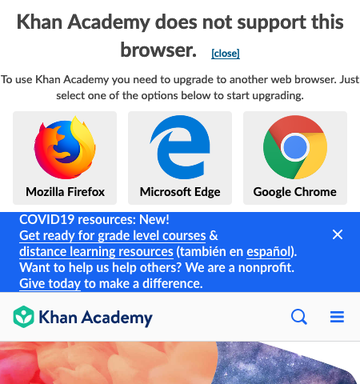 Khan Academy does not support this
browser. [close]
To use Khan Academy you need to upgrade to another web browser. Just
select one of the options below to start upgrading.
Mozilla Firefox Microsoft Edge Google Chrome
COVID19 resources: New!
Get ready for grade level courses &
distance learning resources (también en español).
Want to help us help others? We are a nonprofit.
Give today to make a difference.
Khan Academy